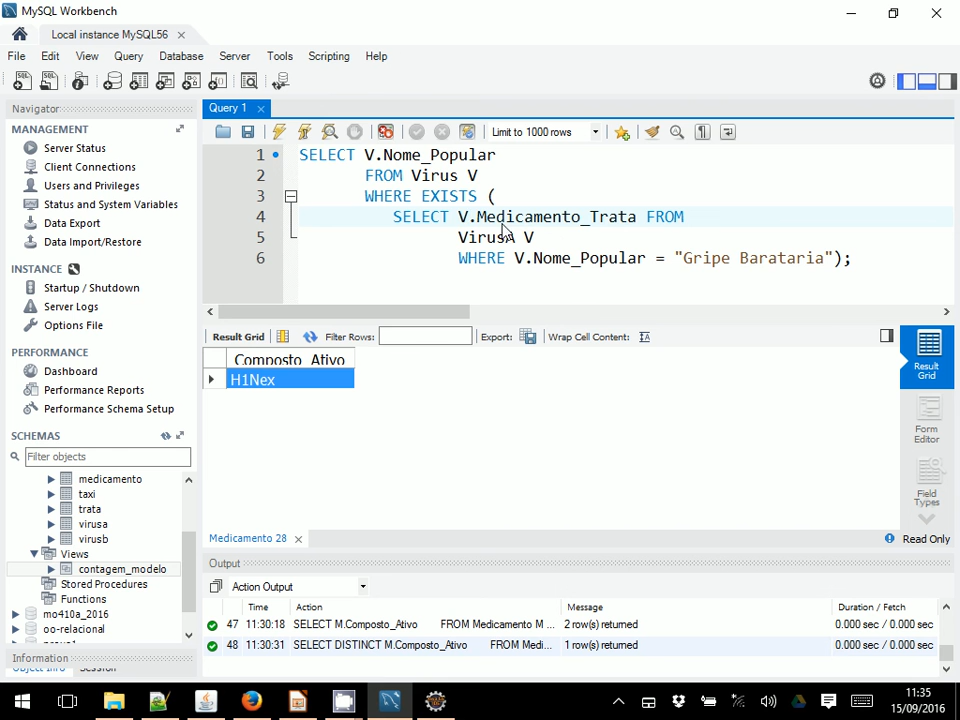 MySQL Workbench
Local instance MySQL56
File Edit View Query Database Server Tools Scripting Help
Navigator
Query 1
MANAGEMENT
Server Status
Client Connections
Users and Privileges
Status and System Variables
Data Export
Data Import/Restore
INSTANCE
Startup / Shutdown
Server Logs
Options File
PERFORMANCE
Dashboard
Performance Reports
Performance Schema Setup
SCHEMAS
Filter objects
medicamento
taxi
trata
virusa
virusb
Views
contagem_modelo
Stored Procedures
Functions
mo410a_2016
oo-relacional
Information
Limit to 1000 rows
1 SELECT V.Nome_Popular
2 FROM Virus V
3 WHERE EXISTS (
4 SELECT V.Medicamento_Trata FROM
5 VirusA V
6 WHERE V.Nome_Popular = "Gripe Barataria");
Result Grid Filter Rows: Export: Wrap Cell Content:
Composto_Ativo
H1Nex
Result Grid
Form Editor
Field Types
Medicamento 28
Read Only
Output
Action Output
Time Action Message Duration / Fetch
47 11:30:18 SELECT M.Composto_Ativo FROM Medicamento M ... 2 row(s) returned 0.000 sec / 0.000 sec
48 11:30:31 SELECT DISTINCT M.Composto_Ativo FROM Medi... 1 row(s) returned 0.000 sec / 0.000 sec
11:35
15/09/2016